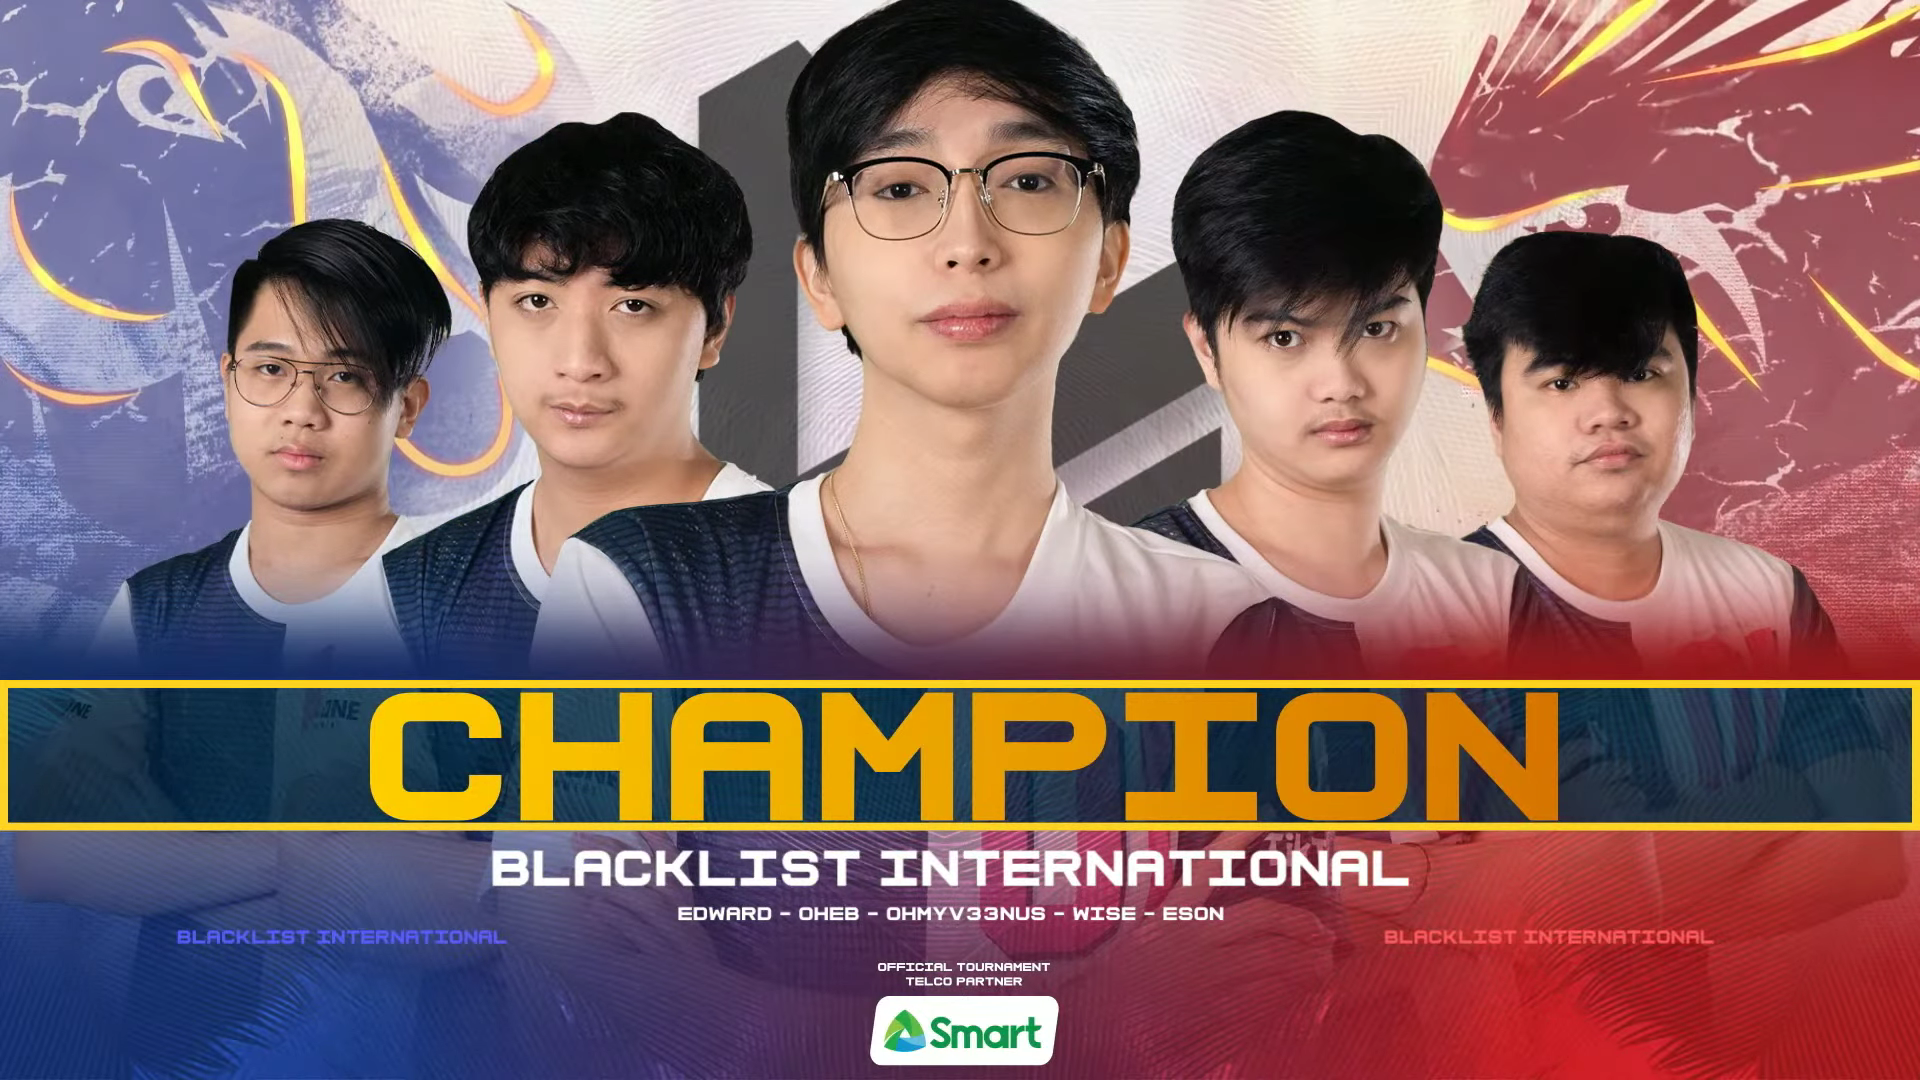 CHAMPION
BLACKLIST INTERNATIONAL
EDWARD - OHEB - OHMYV33NUS - WISE - ESON
BLACKLIST INTERNATIONAL
BLACKLIST INTERNATIONAL
OFFICIAL TOURNAMENT
TELCO PARTNER
Smart